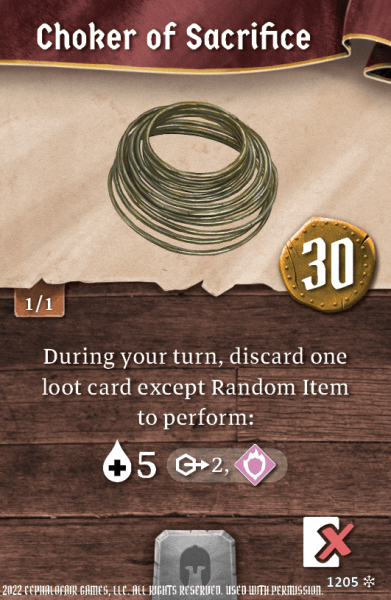 Choker of Sacrifice
30
1/1
During your turn, discard one
loot card except Random Item
to perform:
5 2,
1205
2022 CEPHALOFAIR GAMES, LLC. ALL RIGHTS RESERVED. USED WITH PERMISSION.